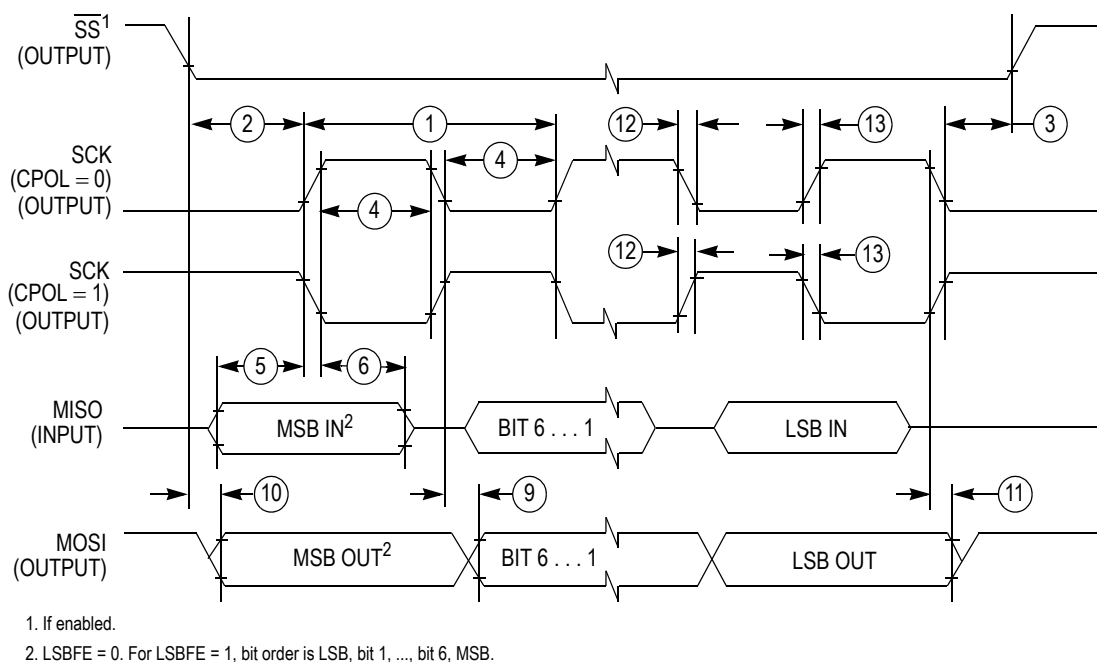 SS¹
(OUTPUT)
2
1
12
13
3
SCK
(CPOL = 0)
(OUTPUT)
4
4
SCK
(CPOL = 1)
(OUTPUT)
12
13
5
6
MISO
(INPUT)
MSB IN²
BIT 6 . . . 1
LSB IN
10
9
11
MOSI
(OUTPUT)
MSB OUT²
BIT 6 . . . 1
LSB OUT
1. If enabled.
2. LSBFE = 0. For LSBFE = 1, bit order is LSB, bit 1, ..., bit 6, MSB.